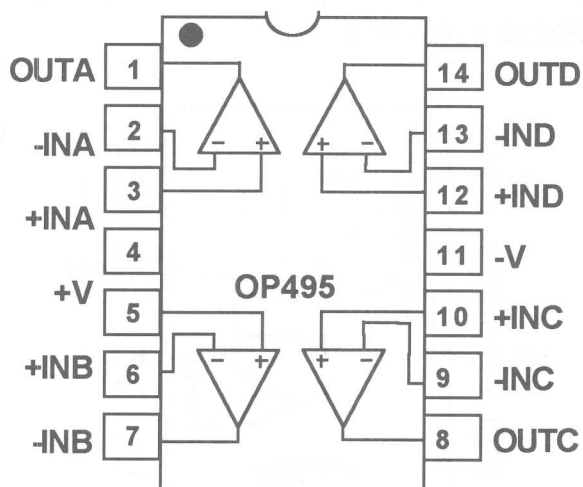 OUTA 1
-INA 2
+INA 3
4
+V 5
+INB 6
-INB 7
- +
+ -
OP495
- +
+ -
14 OUTD
13 -IND
12 +IND
11 -V
10 +INC
9 -INC
8 OUTC